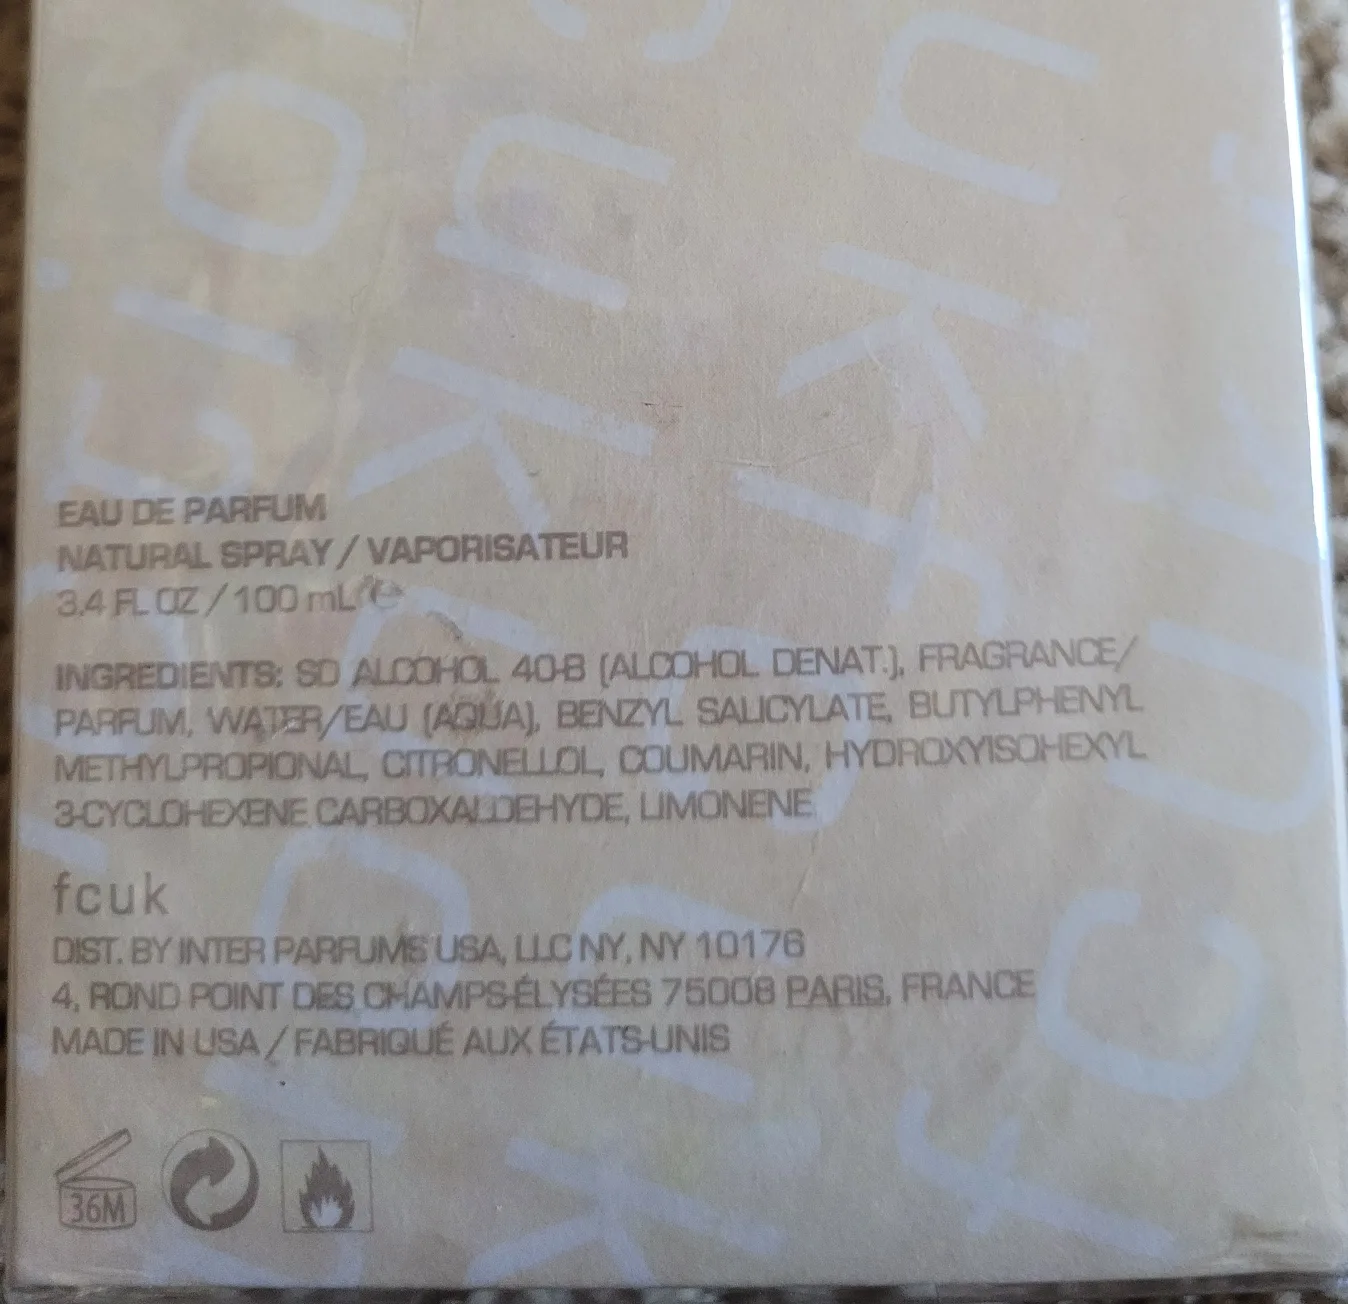 EAU DE PARFUM
NATURAL SPRAY / VAPORISATEUR
3.4 FL OZ / 100 mL ℮
INGREDIENTS: SD ALCOHOL 40-B (ALCOHOL DENAT.), FRAGRANCE/
PARFUM, WATER/EAU (AQUA), BENZYL SALICYLATE, BUTYLPHENYL
METHYLPROPIONAL, CITRONELLOL, COUMARIN, HYDROXYISOHEXYL
3-CYCLOHEXENE CARBOXALDEHYDE, LIMONENE
fcuk
DIST. BY INTER PARFUMS USA, LLC NY, NY 10176
4, ROND POINT DES CHAMPS-ÉLYSÉES 75008 PARIS, FRANCE
MADE IN USA / FABRIQUÉ AUX ÉTATS-UNIS
36M